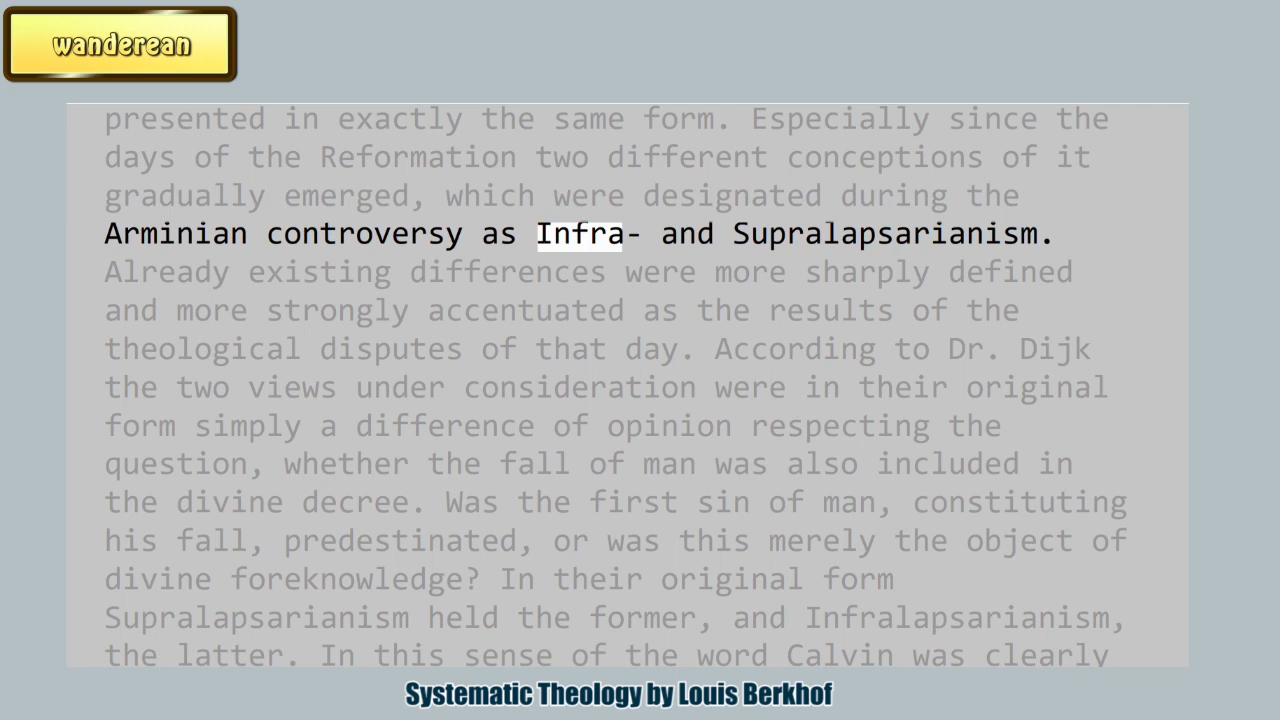 wanderean
presented in exactly the same form. Especially since the
days of the Reformation two different conceptions of it
gradually emerged, which were designated during the
Arminian controversy as Infra- and Supralapsarianism.
Already existing differences were more sharply defined
and more strongly accentuated as the results of the
theological disputes of that day. According to Dr. Dijk
the two views under consideration were in their original
form simply a difference of opinion respecting the
question, whether the fall of man was also included in
the divine decree. Was the first sin of man, constituting
his fall, predestinated, or was this merely the object of
divine foreknowledge? In their original form
Supralapsarianism held the former, and Infralapsarianism,
the latter. In this sense of the word Calvin was clearly
Systematic Theology by Louis Berkhof